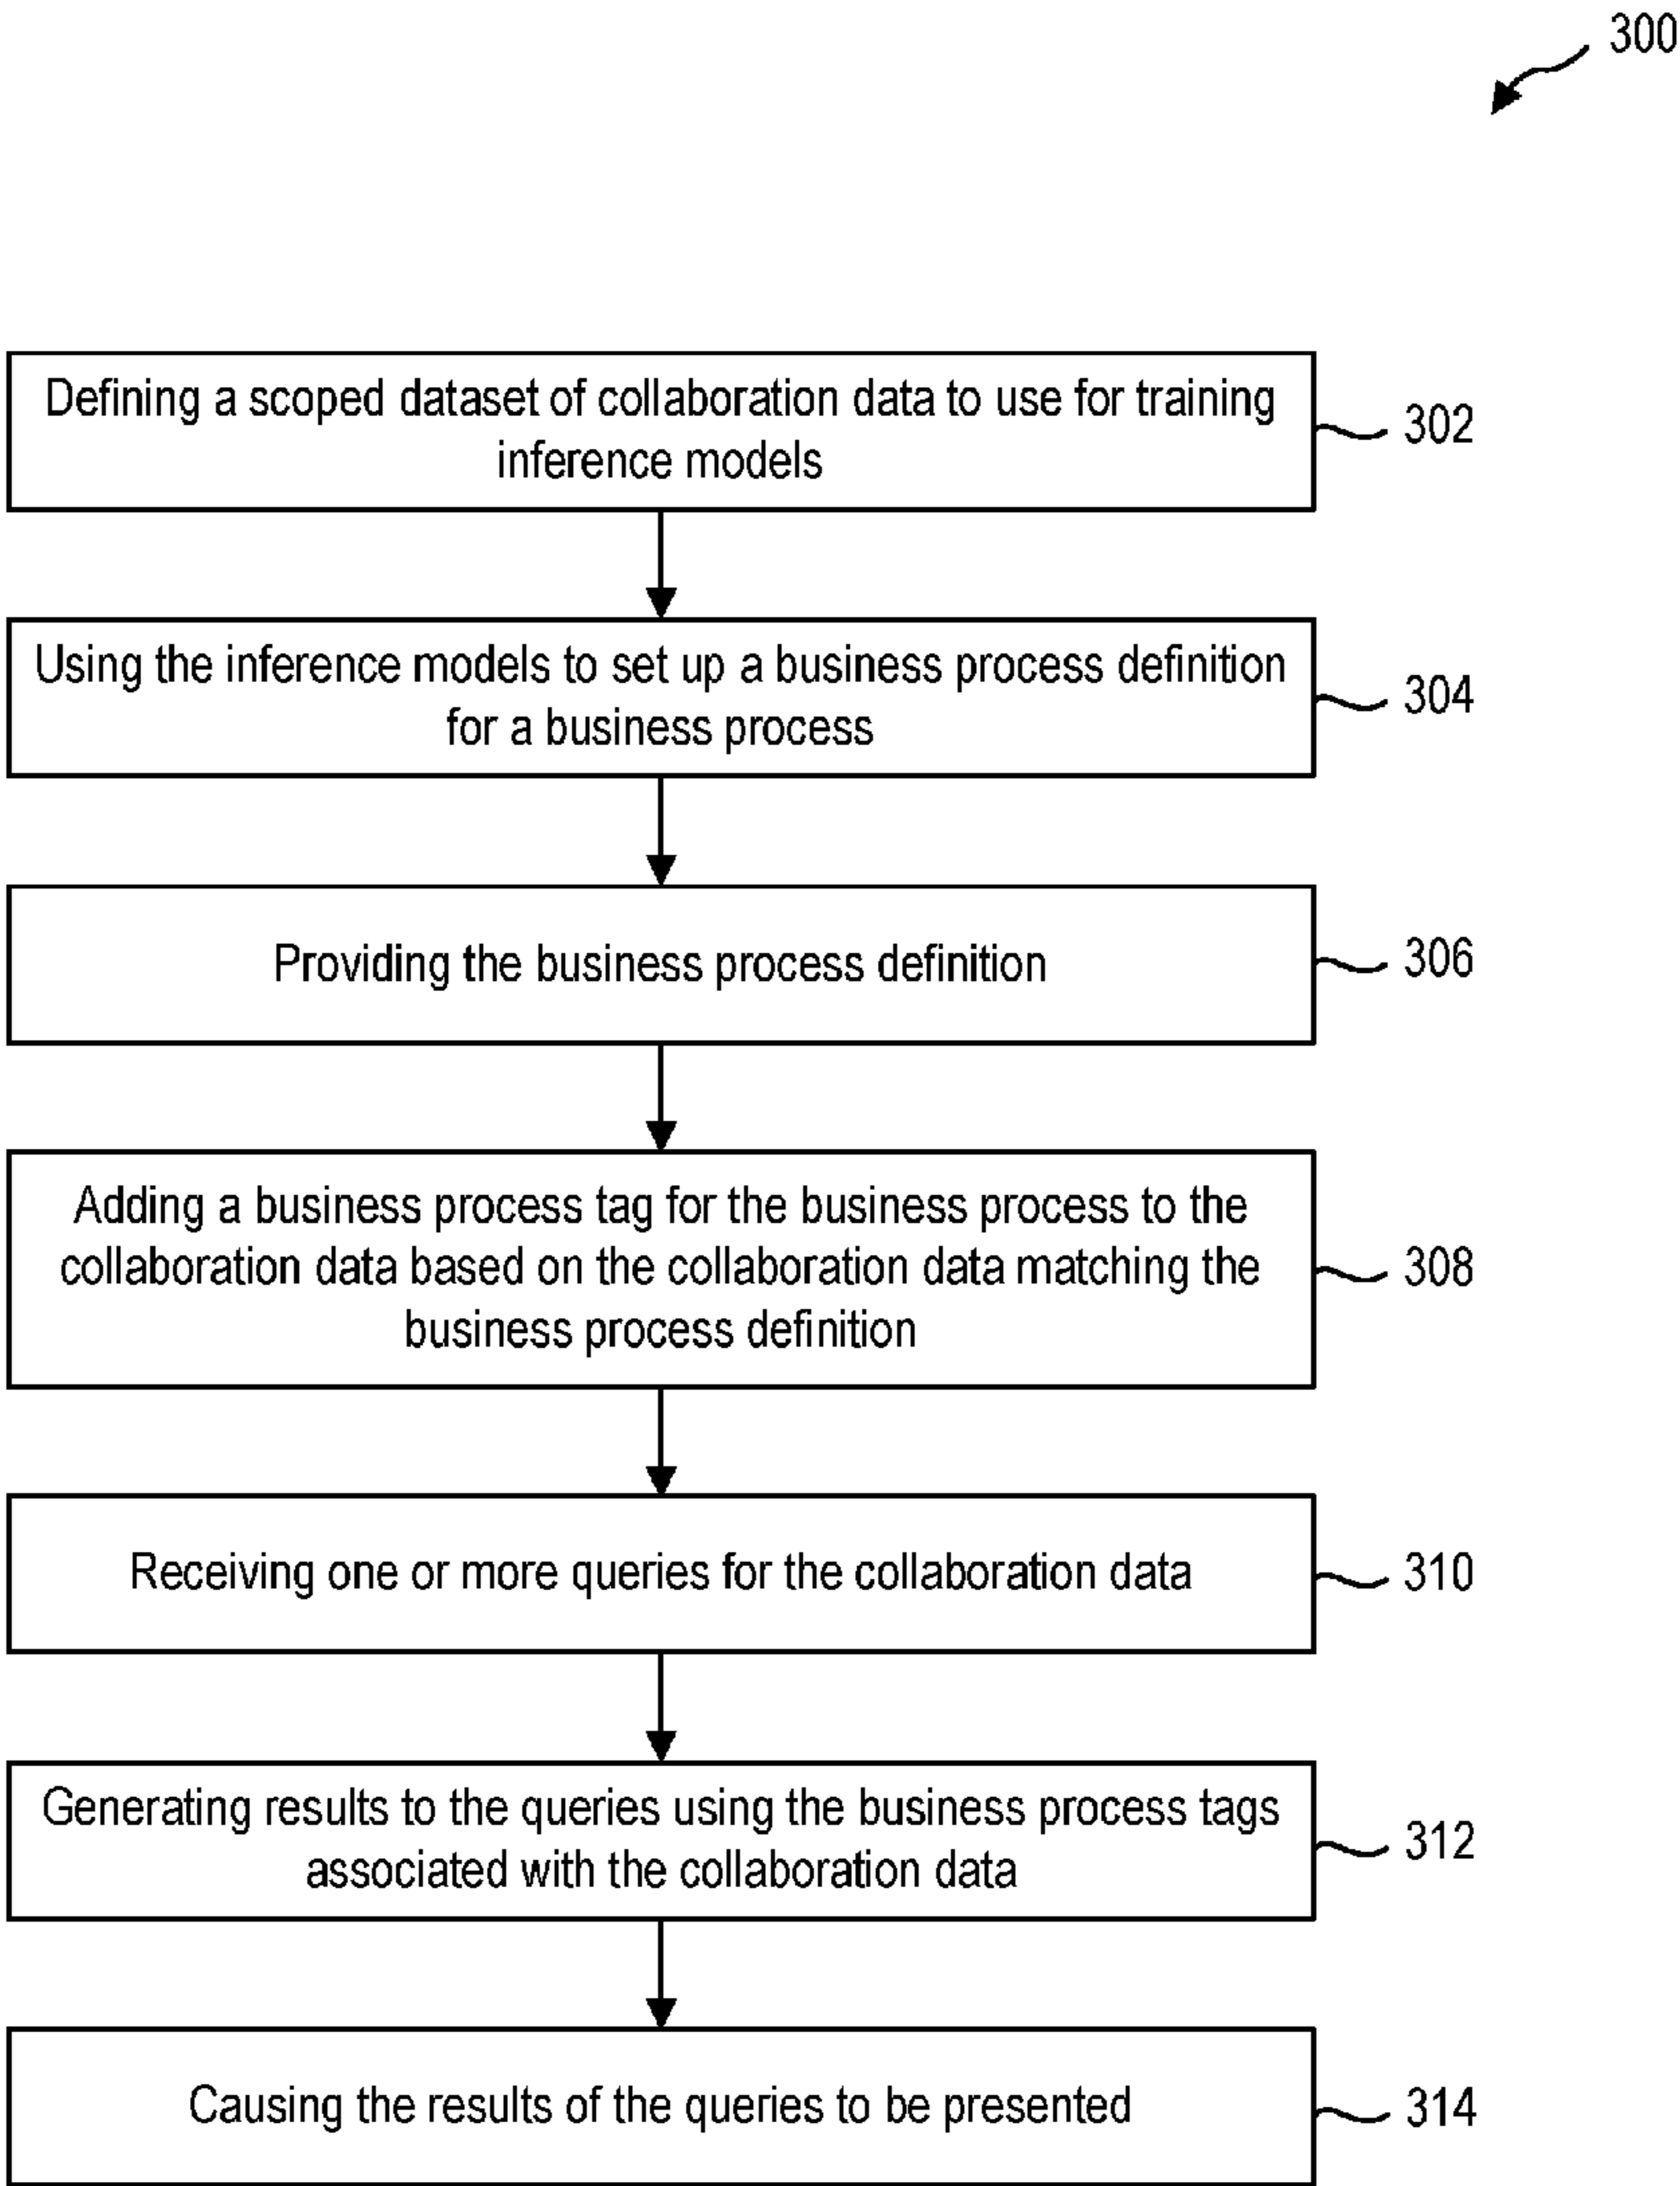 300
Defining a scoped dataset of collaboration data to use for training
inference models
302
Using the inference models to set up a business process definition
for a business process
304
Providing the business process definition
306
Adding a business process tag for the business process to the
collaboration data based on the collaboration data matching the
business process definition
308
Receiving one or more queries for the collaboration data
310
Generating results to the queries using the business process tags
associated with the collaboration data
312
Causing the results of the queries to be presented
314